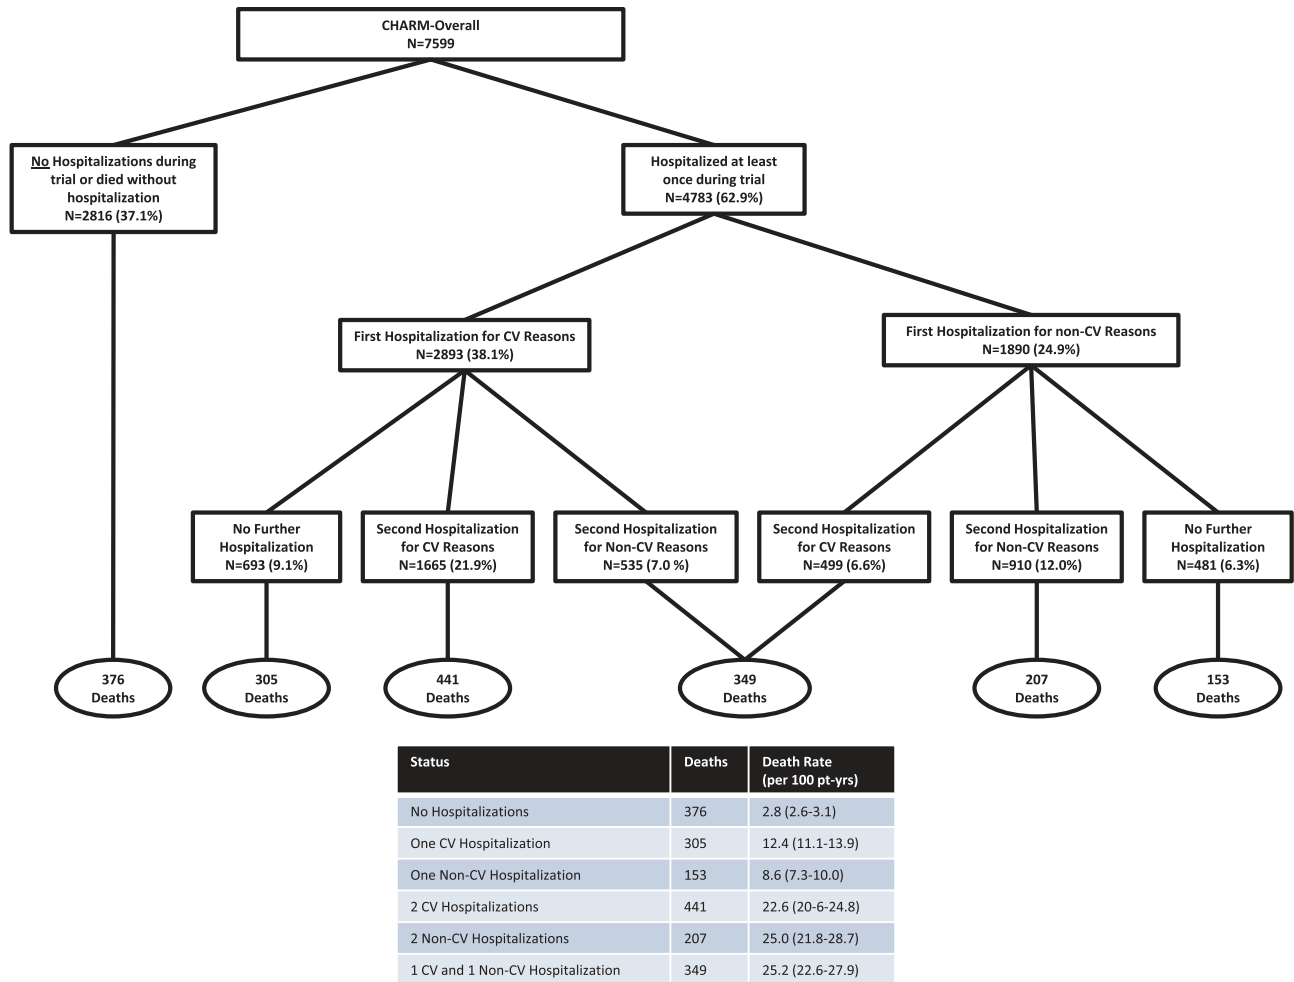 CHARM-Overall
N=7599
No Hospitalizations during
trial or died without
hospitalization
N=2816 (37.1%)
Hospitalized at least
once during trial
N=4783 (62.9%)
First Hospitalization for CV Reasons
N=2893 (38.1%)
First Hospitalization for non-CV Reasons
N=1890 (24.9%)
No Further
Hospitalization
N=693 (9.1%)
Second Hospitalization
for CV Reasons
N=1665 (21.9%)
Second Hospitalization
for Non-CV Reasons
N=535 (7.0 %)
Second Hospitalization
for CV Reasons
N=499 (6.6%)
Second Hospitalization
for Non-CV Reasons
N=910 (12.0%)
No Further
Hospitalization
N=481 (6.3%)
376
Deaths
305
Deaths
441
Deaths
349
Deaths
207
Deaths
153
Deaths
Status Deaths Death Rate
(per 100 pt-yrs)
No Hospitalizations 376 2.8 (2.6-3.1)
One CV Hospitalization 305 12.4 (11.1-13.9)
One Non-CV Hospitalization 153 8.6 (7.3-10.0)
2 CV Hospitalizations 441 22.6 (20-6-24.8)
2 Non-CV Hospitalizations 207 25.0 (21.8-28.7)
1 CV and 1 Non-CV Hospitalization 349 25.2 (22.6-27.9)